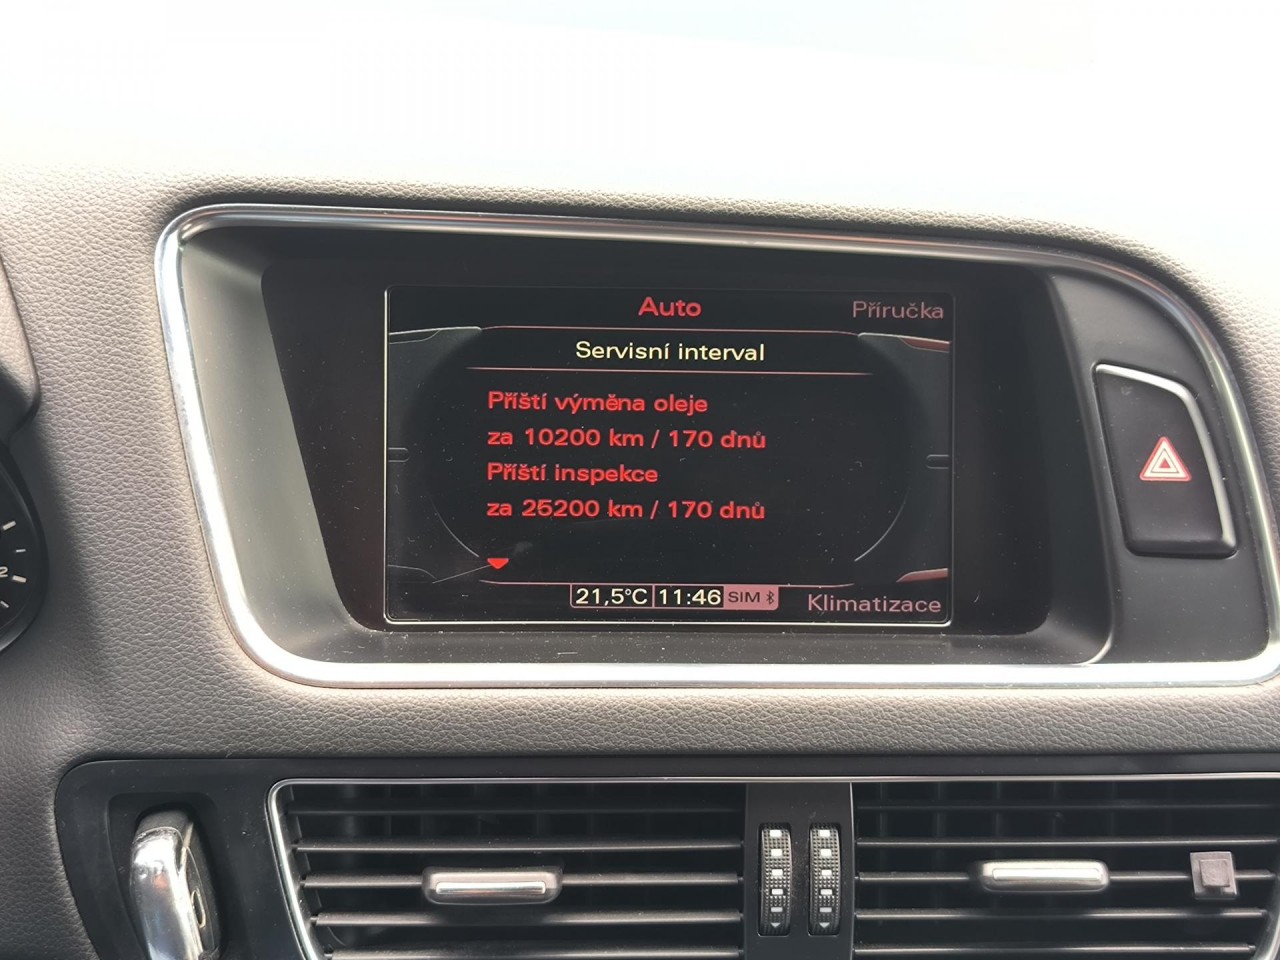 Auto
Příručka
Servisní interval
Příští výměna oleje
za 10200 km / 170 dnů
Příští inspekce
za 25200 km / 170 dnů
21,5°C 11:46 SIM
Klimatizace
2